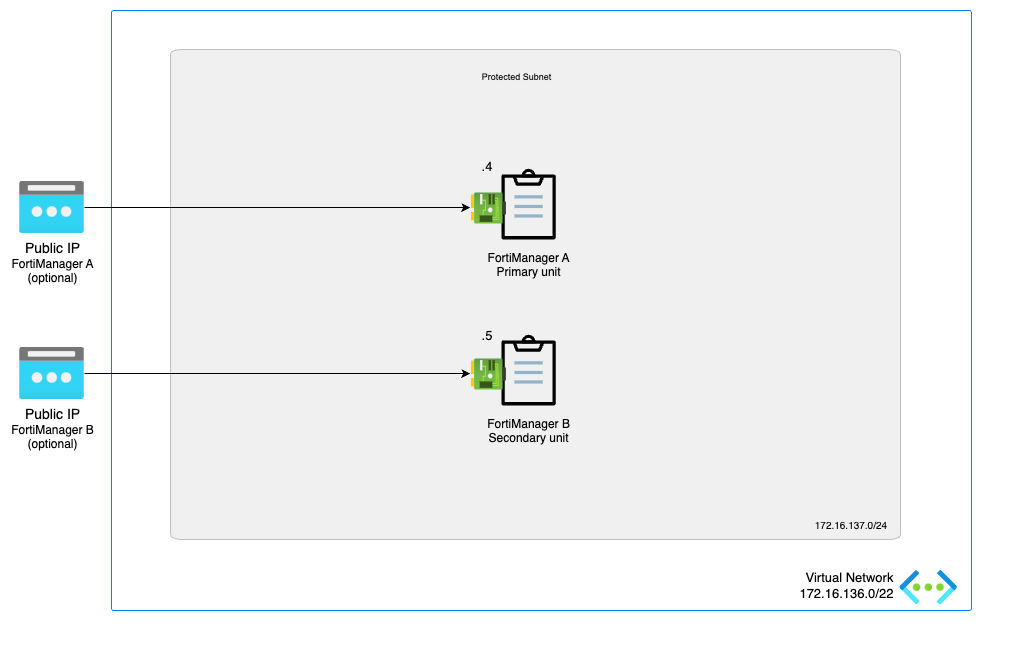 Protected Subnet
.4
Public IP
FortiManager A
(optional)
FortiManager A
Primary unit
.5
Public IP
FortiManager B
(optional)
FortiManager B
Secondary unit
172.16.137.0/24
Virtual Network
172.16.136.0/22